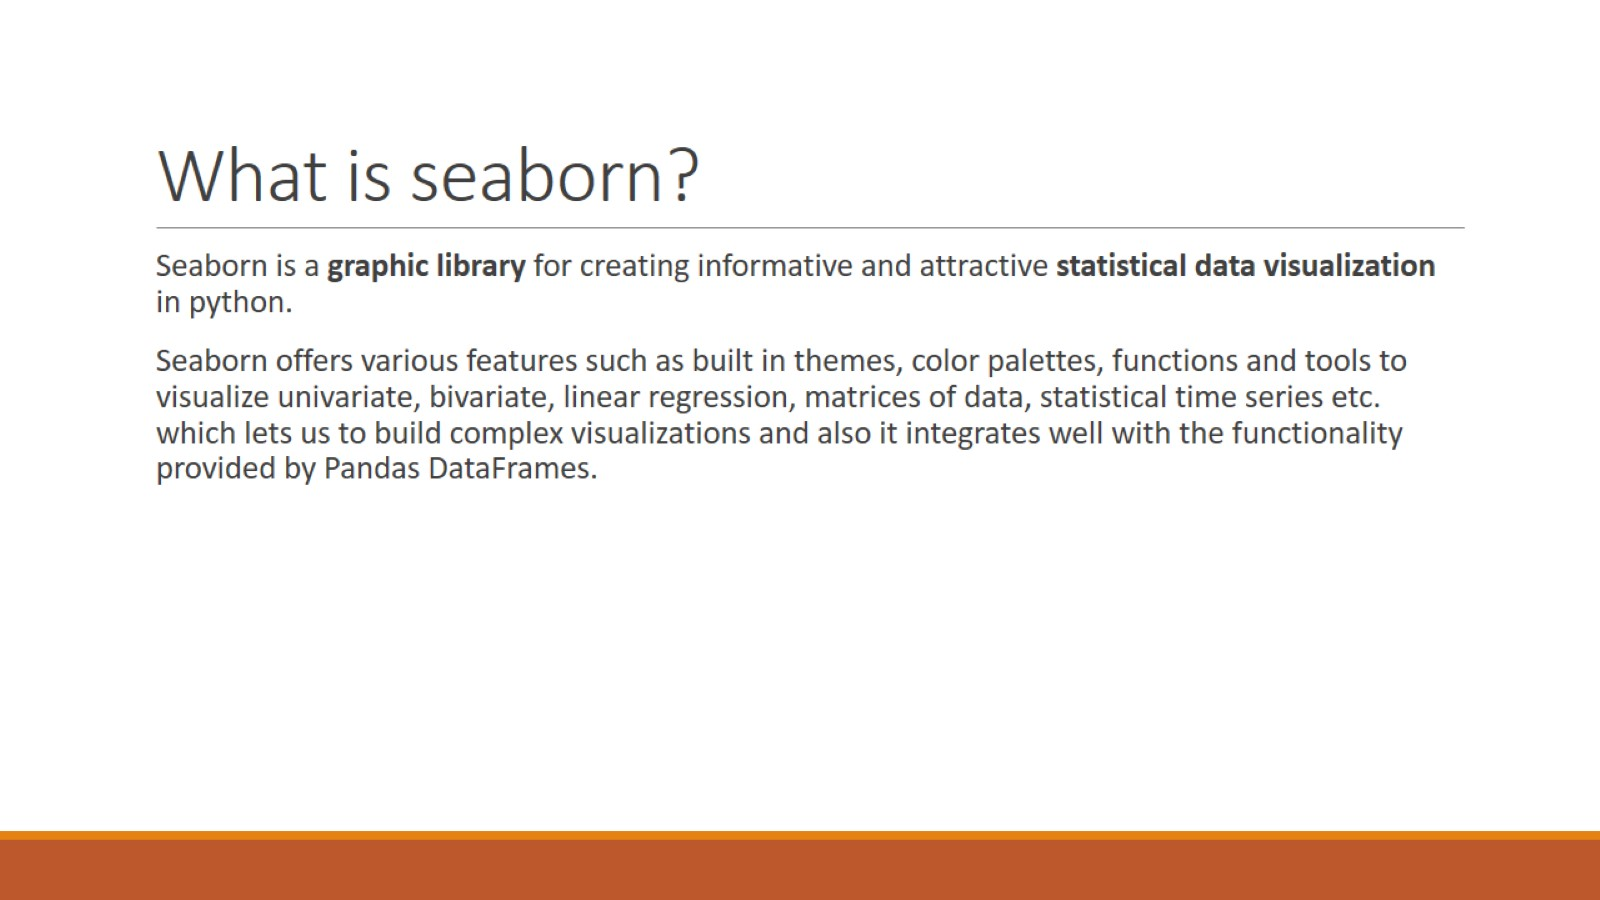 What is seaborn?
Seaborn is a graphic library for creating informative and attractive statistical data visualization
in python.
Seaborn offers various features such as built in themes, color palettes, functions and tools to
visualize univariate, bivariate, linear regression, matrices of data, statistical time series etc.
which lets us to build complex visualizations and also it integrates well with the functionality
provided by Pandas DataFrames.